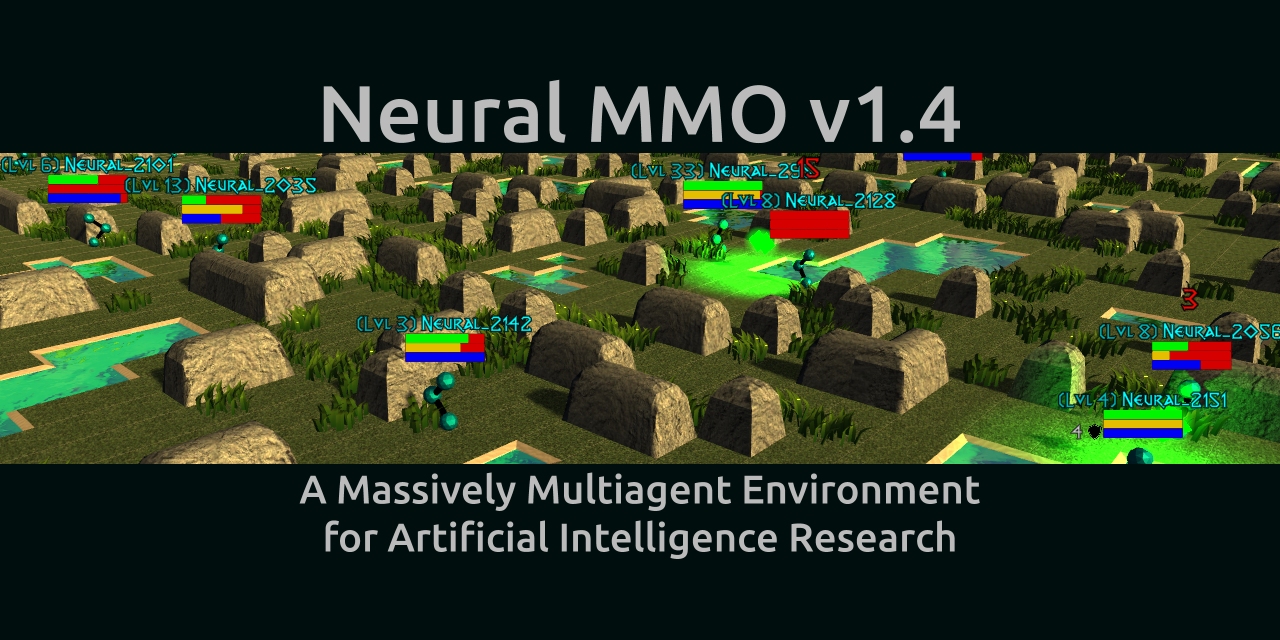 Neural MMO v1.4
(Lvl 6) Neural_2101
(Lvl 13) Neural_2035
(Lvl 33) Neural_29
15
(Lvl 8) Neural_2128
3
(Lvl 3) Neural_2142
(Lvl 8) Neural_2056
(Lvl 4) Neural_2151
4
A Massively Multiagent Environment
for Artificial Intelligence Research